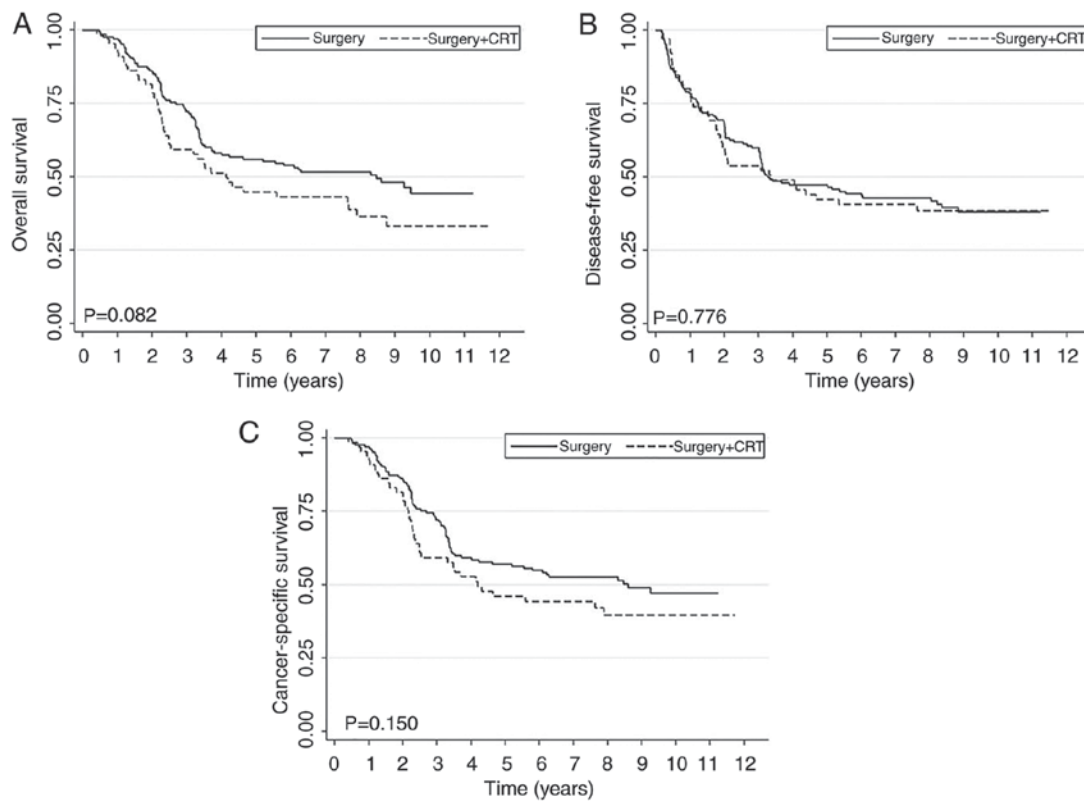 A
Surgery Surgery+CRT
Overall survival
1.00
0.75
0.50
0.25
0.00
P=0.082
0 1 2 3 4 5 6 7 8 9 10 11 12
Time (years)
B
Surgery Surgery+CRT
Disease-free survival
1.00
0.75
0.50
0.25
0.00
P=0.776
0 1 2 3 4 5 6 7 8 9 10 11 12
Time (years)
C
Surgery Surgery+CRT
Cancer-specific survival
1.00
0.75
0.50
0.25
0.00
P=0.150
0 1 2 3 4 5 6 7 8 9 10 11 12
Time (years)